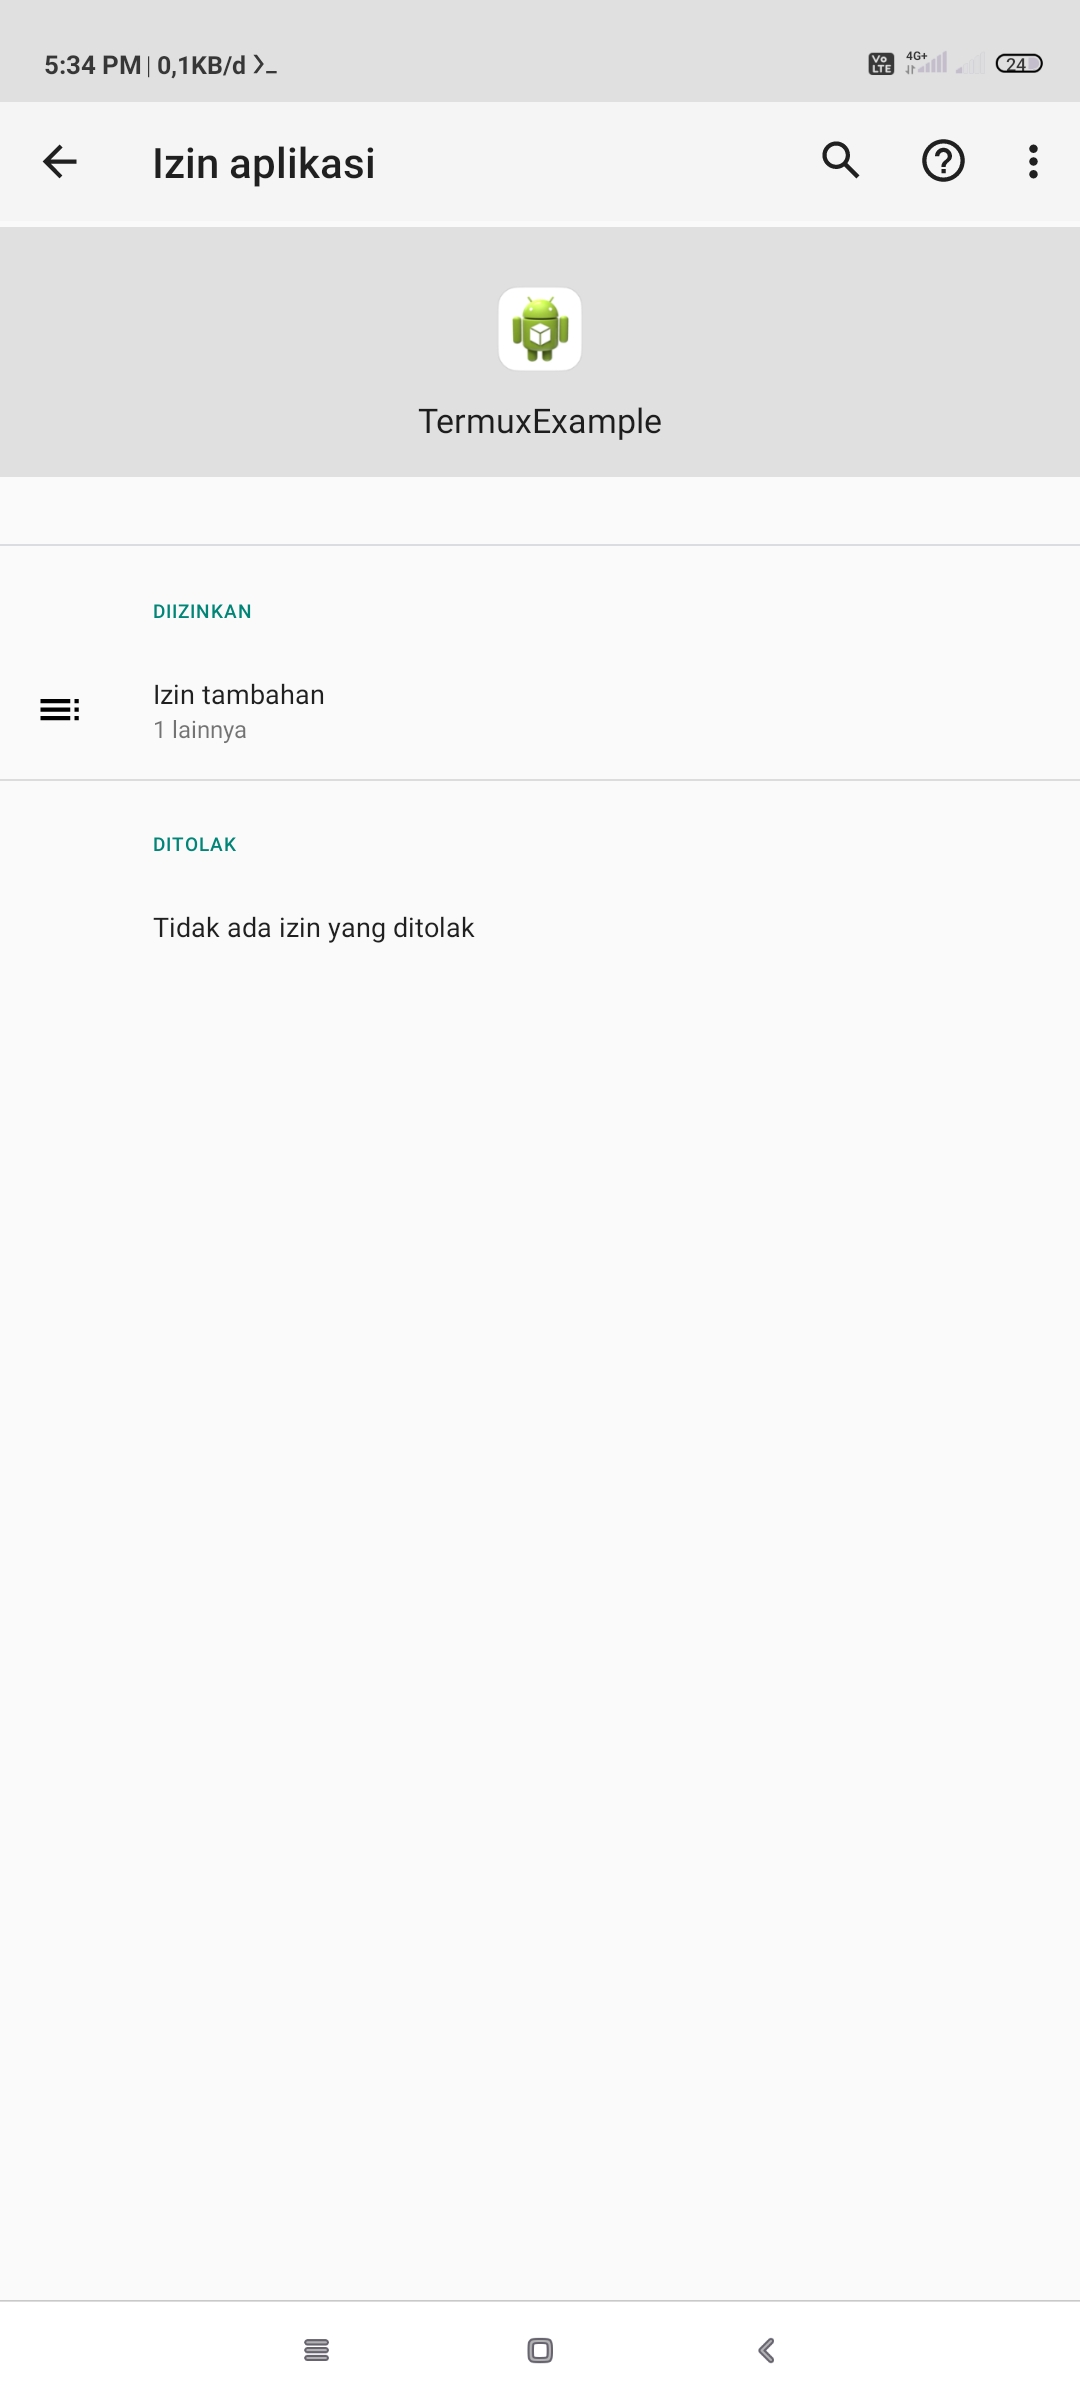 5:34 PM | 0,1KB/d
Vo LTE 4G+ 24
Izin aplikasi
TermuxExample
DIIZINKAN
Izin tambahan
1 lainnya
DITOLAK
Tidak ada izin yang ditolak